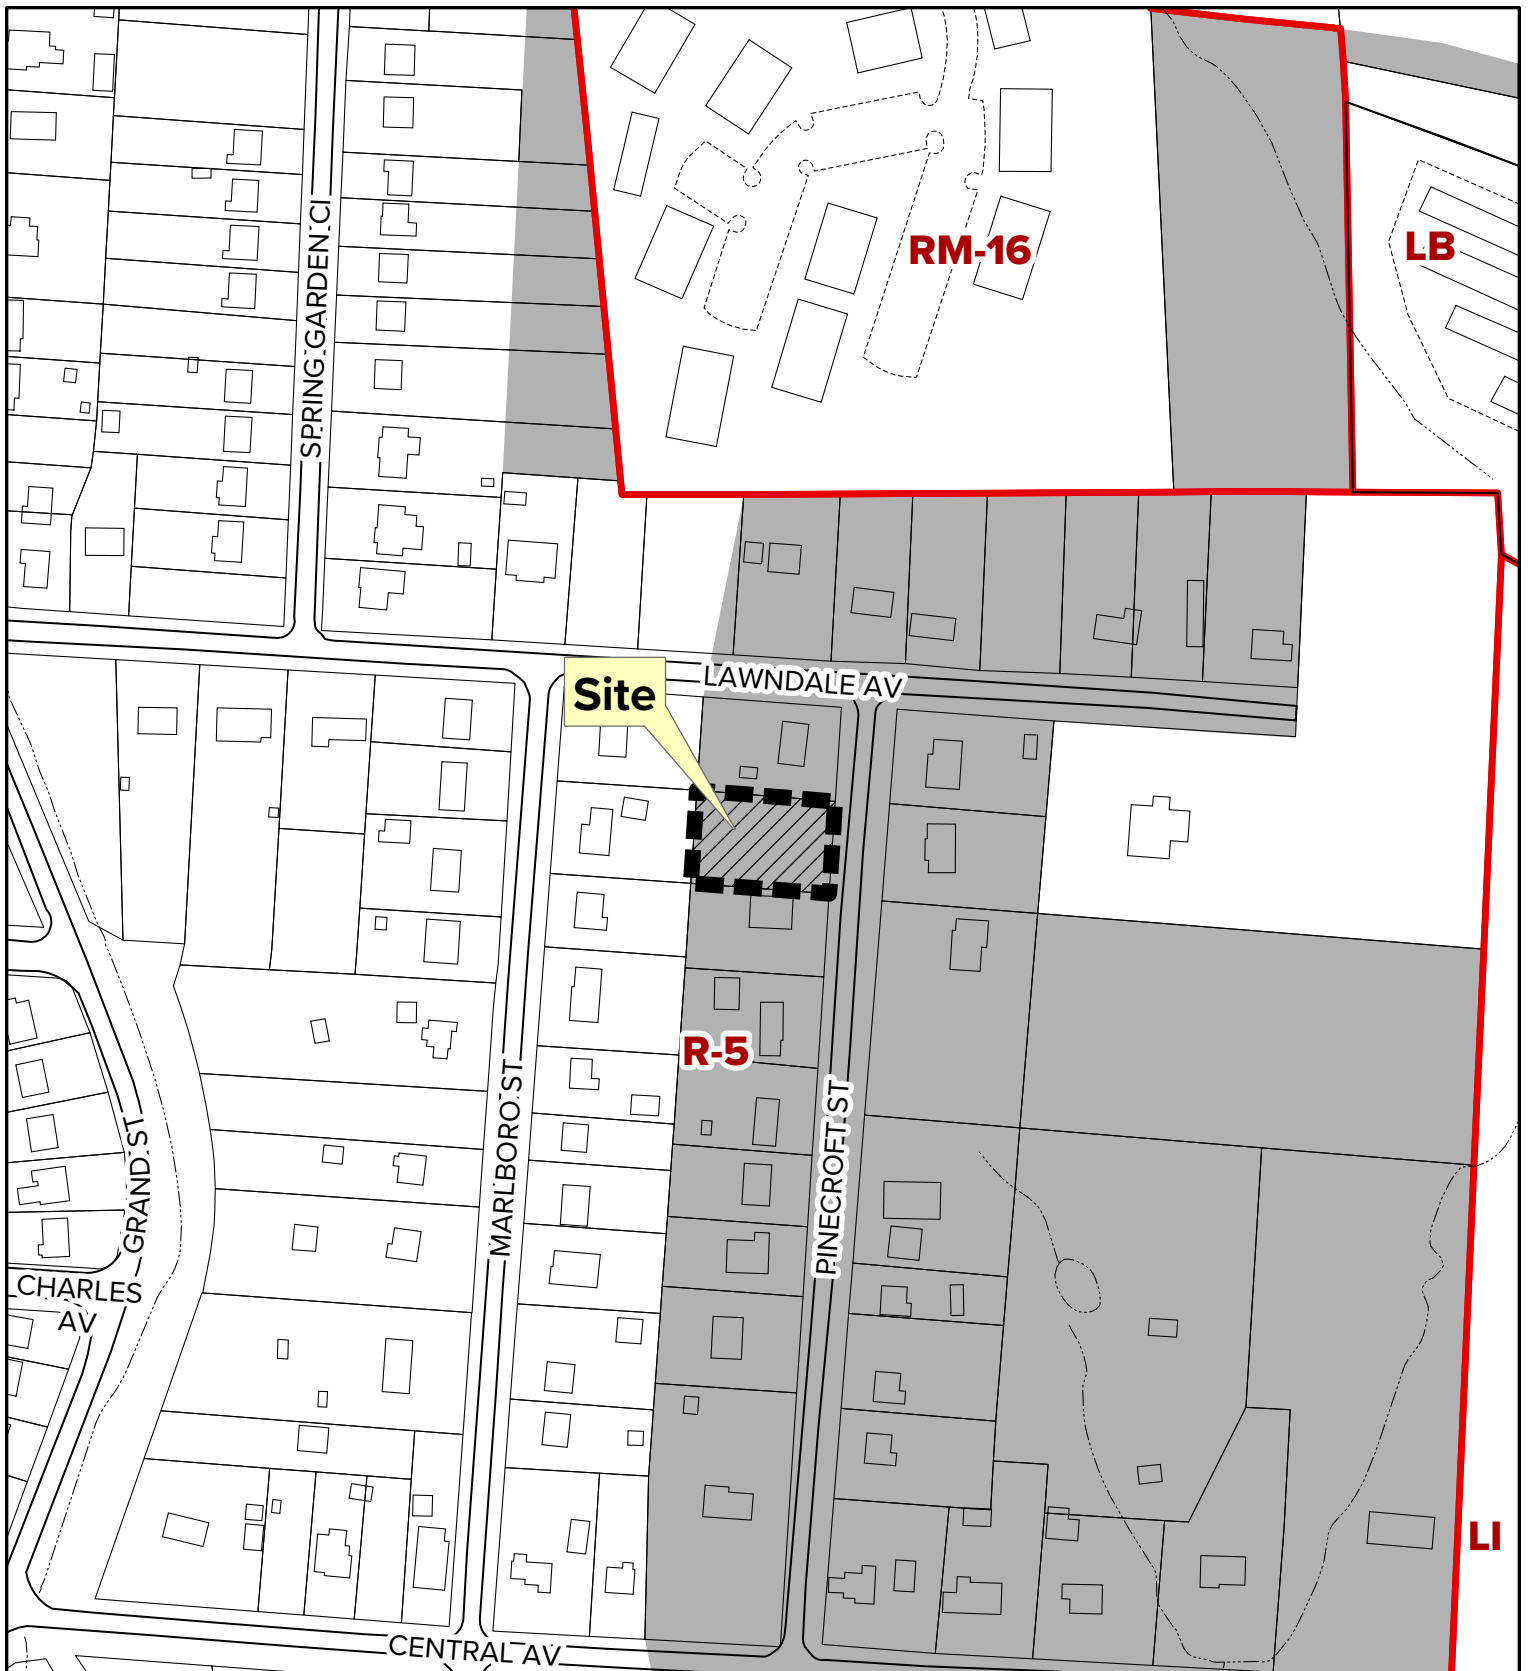 SPRING GARDEN CI
RM-16
LB
LAWNDALE AV
Site
R-5
GRAND ST
MARLBORO ST
PINECROFT ST
CHARLES
AV
LI
CENTRAL AV